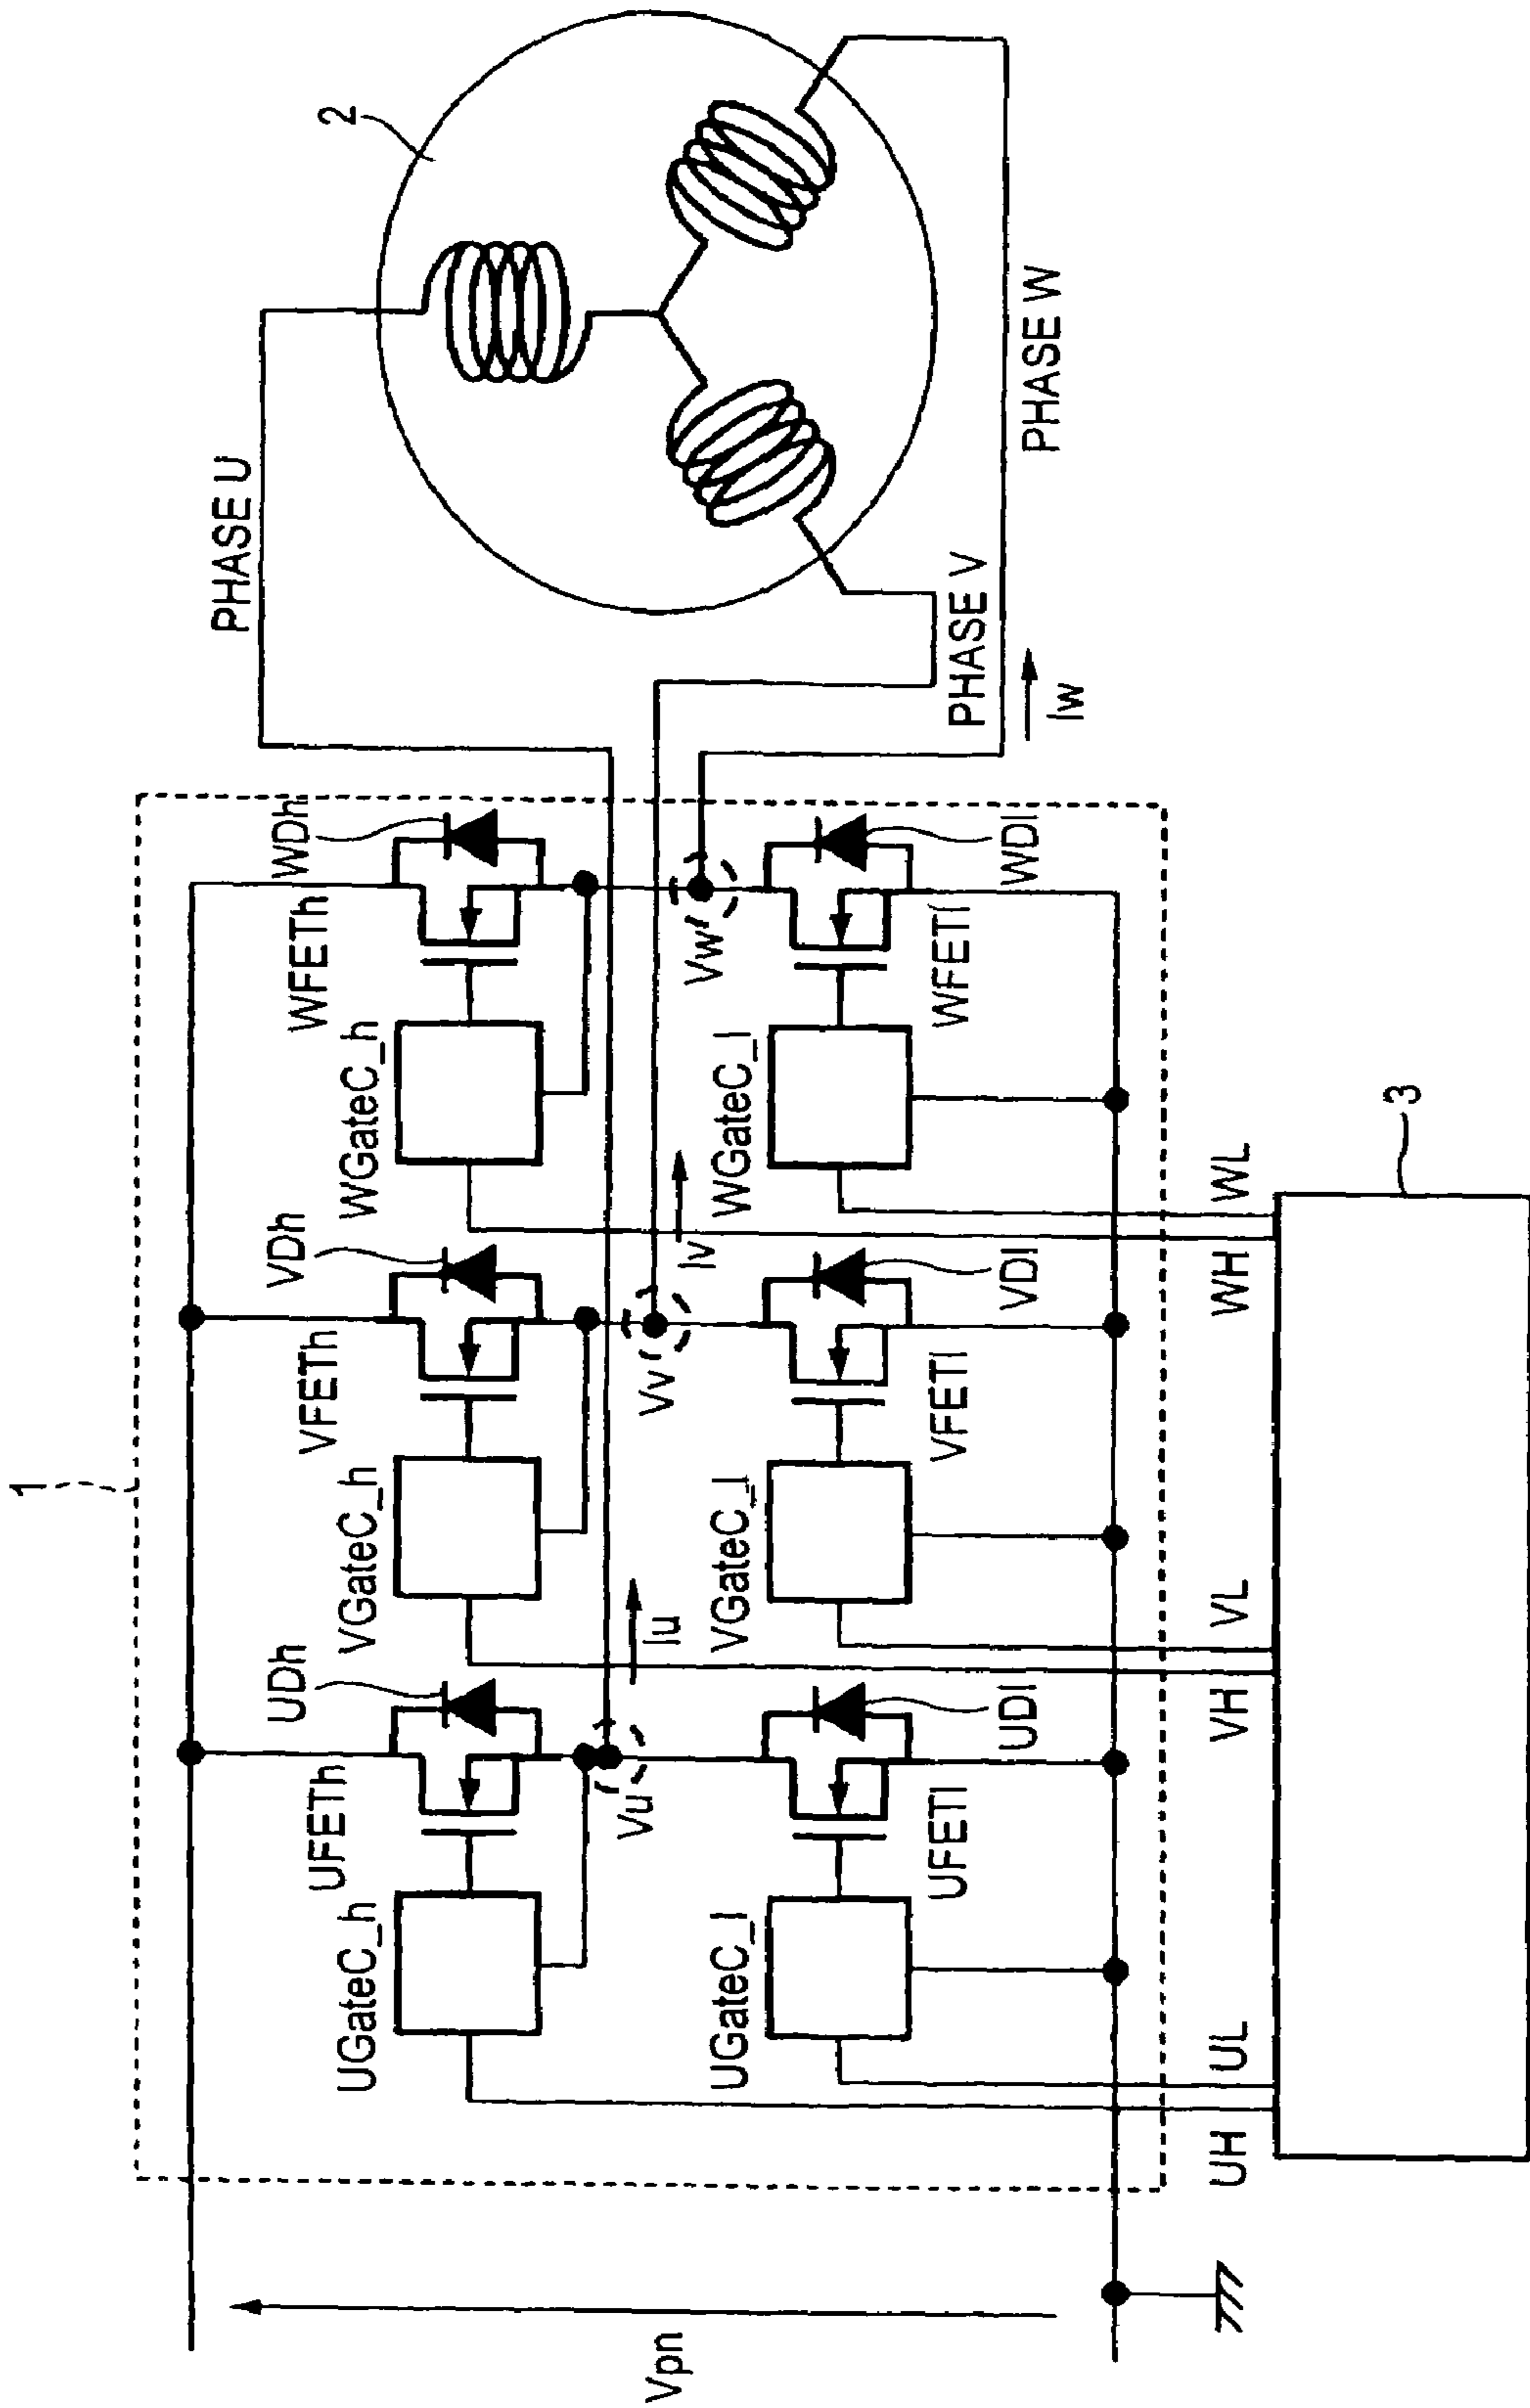 1
2
PHASE U
UDh
VDh
WDh
UFETh
VFETh
WFETh
UGateC_h
VGateC_h
WGateC_h
Vpn
Vu
Iu
Vv
Iv
Vw
UGateC_l
VGateC_l
WGateC_l
UFETl
VFETl
WFETl
PHASE V
UDl
VDl
WDl
Iw
PHASE W
UH
UL
VH
VL
WH
WL
3